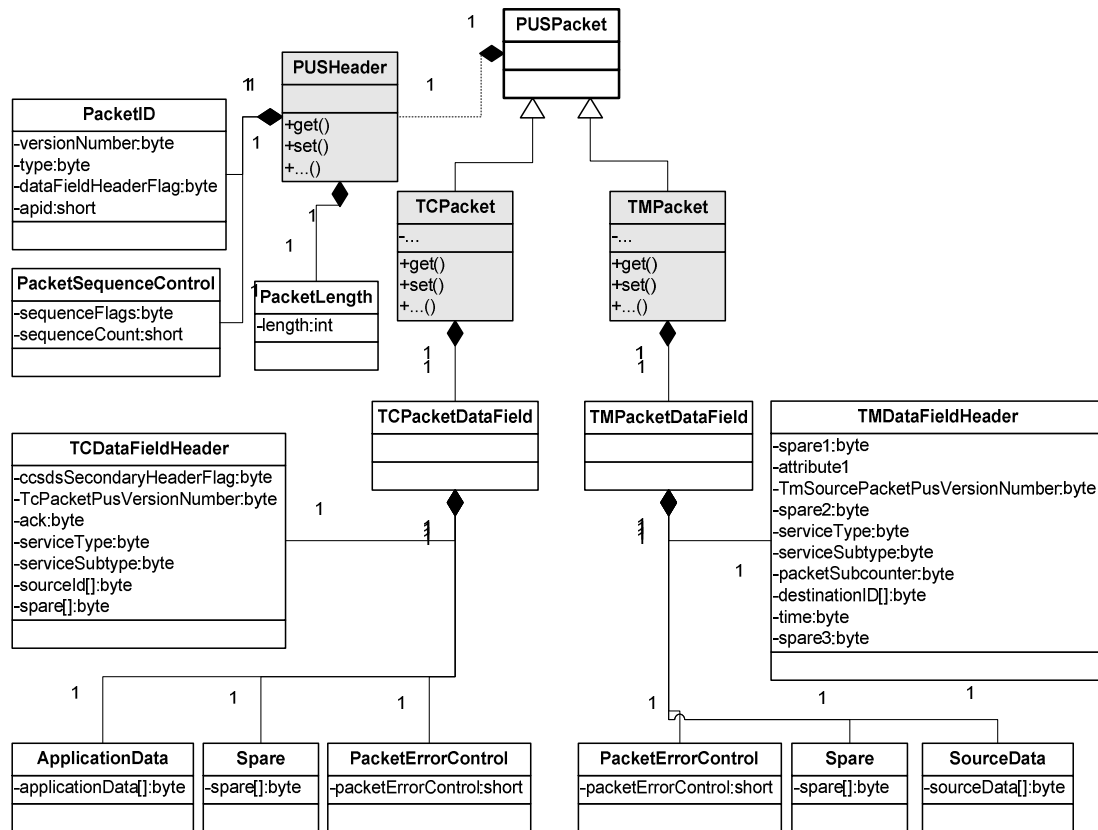 PUSPacket
1
1
PUSHeader
+get()
+set()
+...()
11
1
1
1
1
PacketID
-versionNumber:byte
-type:byte
-dataFieldHeaderFlag:byte
-apid:short
PacketSequenceControl
-sequenceFlags:byte
-sequenceCount:short
PacketLength
-length:int
TCPacket
-...
+get()
+set()
+...()
1
1
TMPacket
-...
+get()
+set()
+...()
1
1
TCPacketDataField
TMPacketDataField
TCDataFieldHeader
-ccsdsSecondaryHeaderFlag:byte
-TcPacketPusVersionNumber:byte
-ack:byte
-serviceType:byte
-serviceSubtype:byte
-sourceId[]:byte
-spare[]:byte
1
1
1
1
TMDataFieldHeader
-spare1:byte
-attribute1
-TmSourcePacketPusVersionNumber:byte
-spare2:byte
-serviceType:byte
-serviceSubtype:byte
-packetSubcounter:byte
-destinationID[]:byte
-time:byte
-spare3:byte
1
1
1
1
1
1
ApplicationData
-applicationData[]:byte
Spare
-spare[]:byte
PacketErrorControl
-packetErrorControl:short
PacketErrorControl
-packetErrorControl:short
Spare
-spare[]:byte
SourceData
-sourceData[]:byte